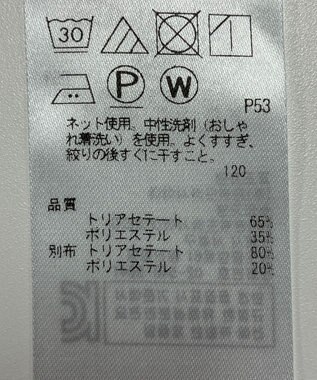 30
P W
P53
ネット使用。中性洗剤（おしゃ
れ着洗い）を使用。よくすすぎ、
絞りの後すぐに干すこと。
120
品質
トリアセテート 65%
ポリエステル 35%
別布 トリアセテート 80%
ポリエステル 20%